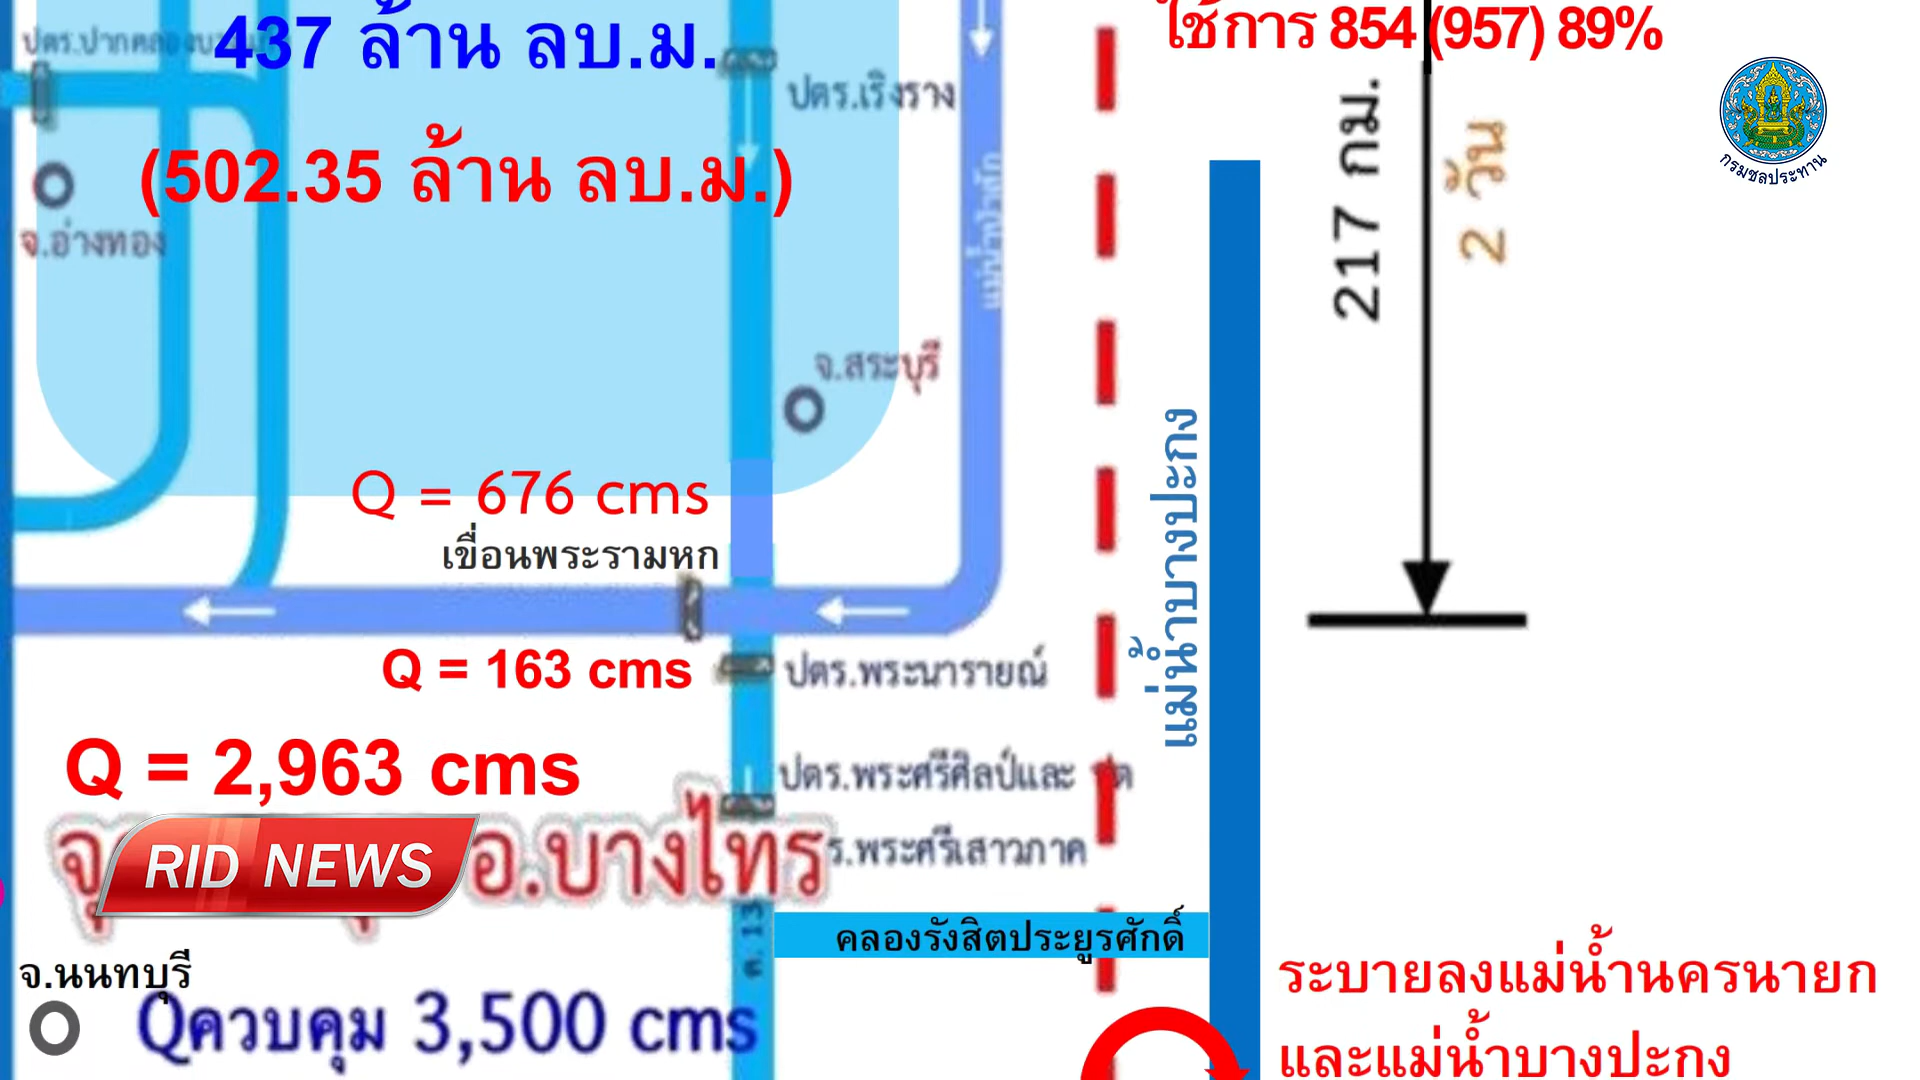 437 ล้าน ลบ.ม.
(502.35 ล้าน ลบ.ม.)
จ.อ่างทอง
ปตร.เริงราง
แม่น้ำป่าสัก
ใช้การ 854 (957) 89%
217 กม.
2 วัน
กรมชลประทาน
จ.สระบุรี
Q = 676 cms
เขื่อนพระรามหก
Q = 163 cms
ปตร.พระนารายณ์
แม่น้ำบางปะกง
Q = 2,963 cms
ปตร.พระศรีศิลป์และ
ร.พระศรีเสาวภาค
อ.บางไทร
RID NEWS
ค. 13
คลองรังสิตประยูรศักดิ์
จ.นนทบุรี
Qควบคุม 3,500 cms
ระบายลงแม่น้ำนครนายก
และแม่น้ำบางปะกง